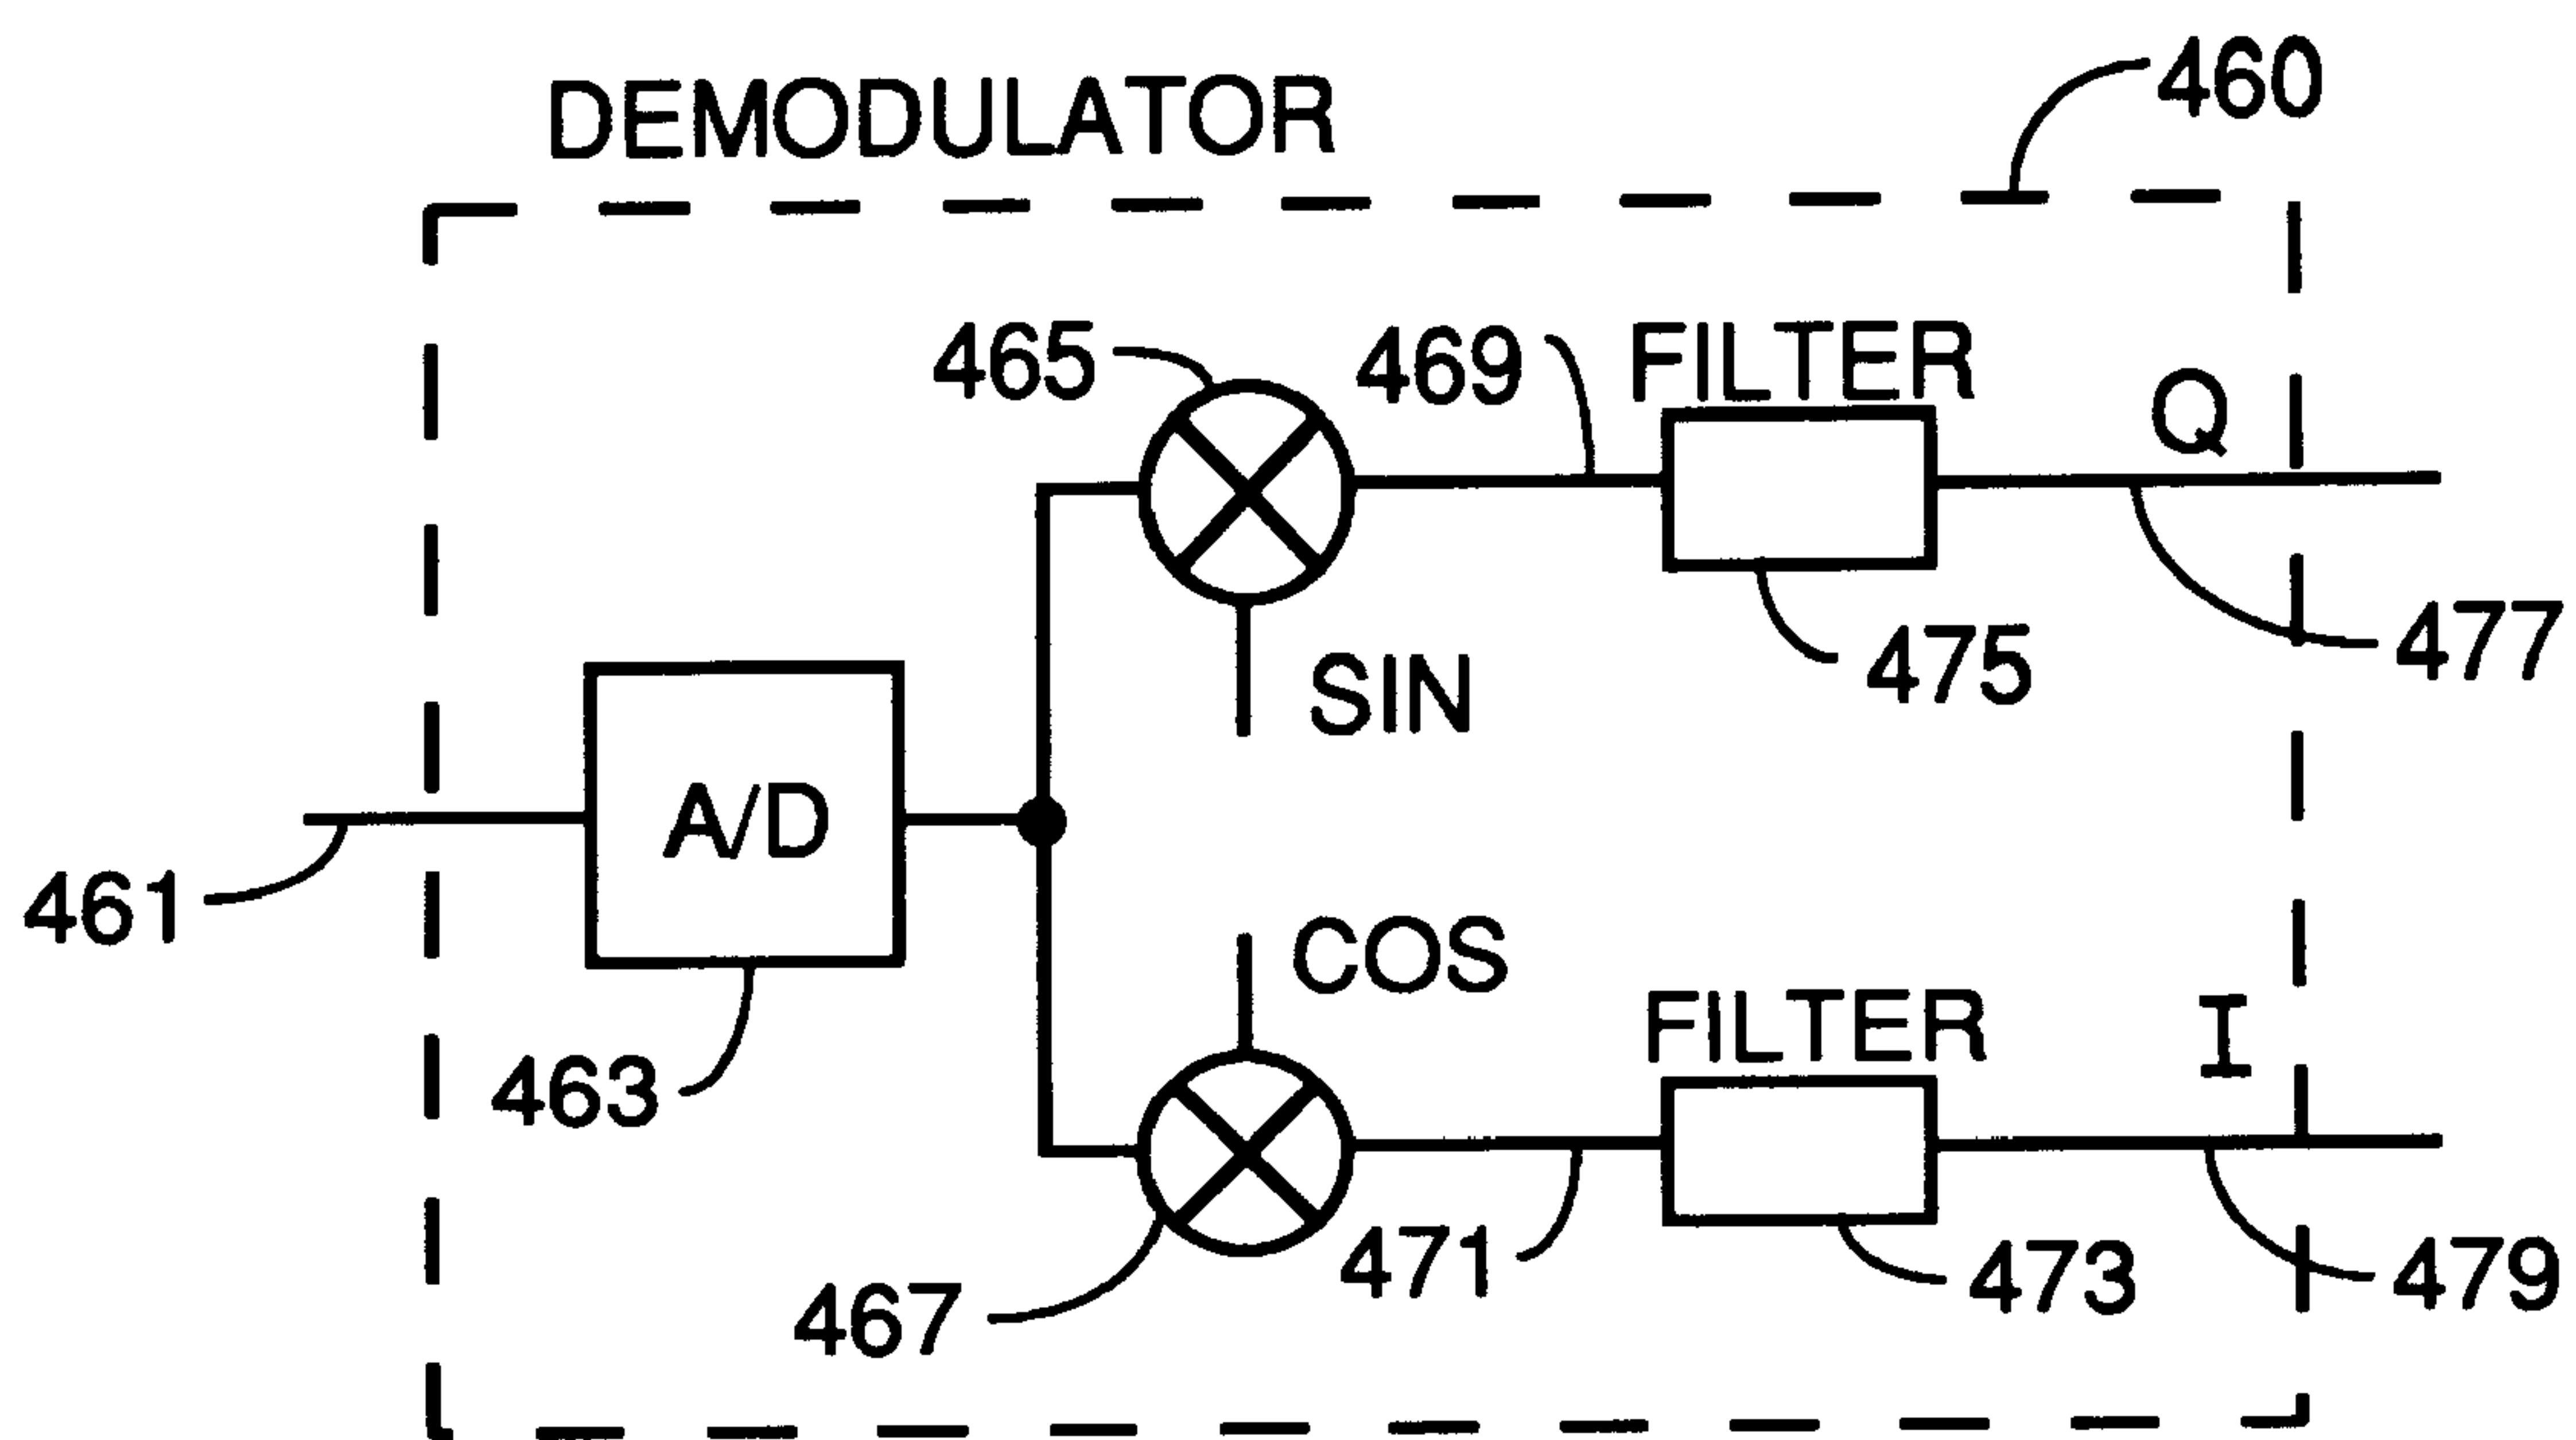 460
DEMODULATOR
465
469
FILTER
Q
475
477
SIN
A/D
461
COS
463
FILTER
I
467
471
473
479